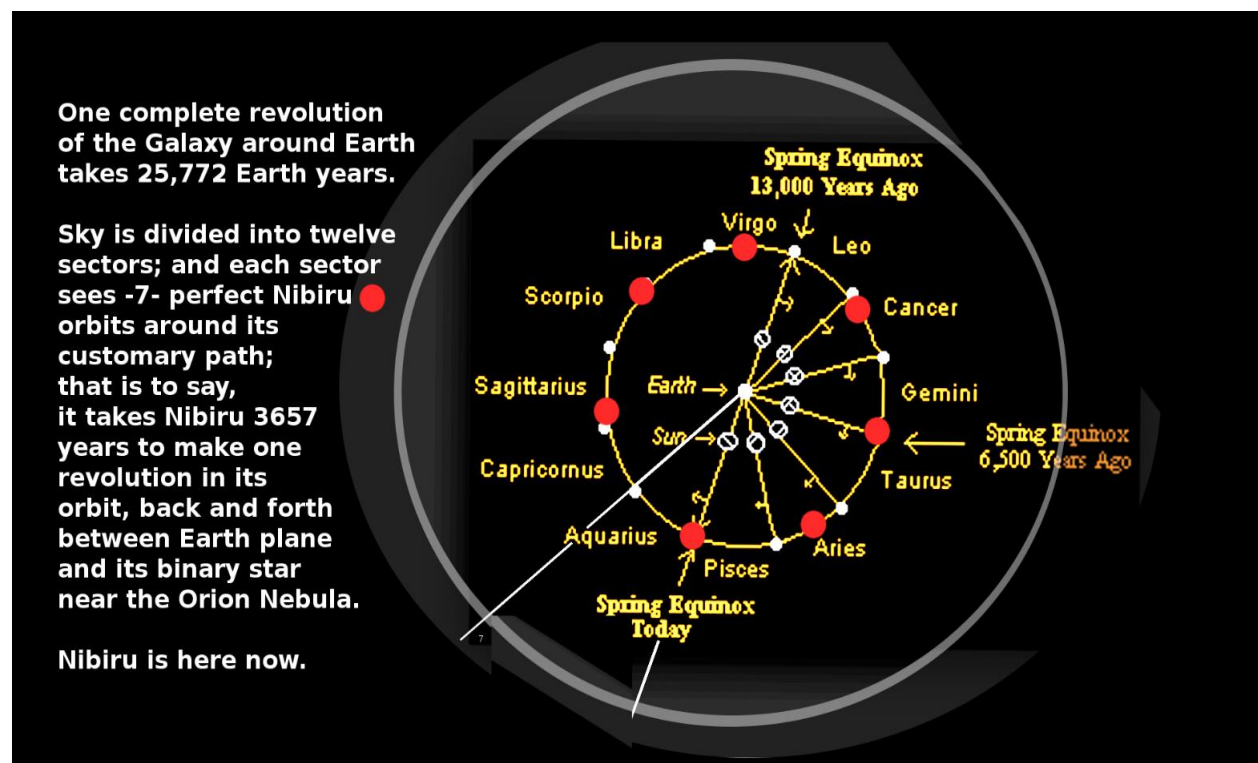 One complete revolution
of the Galaxy around Earth
takes 25,772 Earth years.
Sky is divided into twelve
sectors; and each sector
sees -7- perfect Nibiru
orbits around its
customary path;
that is to say,
it takes Nibiru 3657
years to make one
revolution in its
orbit, back and forth
between Earth plane
and its binary star
near the Orion Nebula.
Nibiru is here now.
Spring Equinox
13,000 Years Ago
Virgo
Libra
Leo
Scorpio
Cancer
Sagittarius
Earth
Gemini
Sun
Spring Equinox
6,500 Years Ago
Capricornus
Taurus
Aquarius
Aries
Pisces
Spring Equinox
Today
7